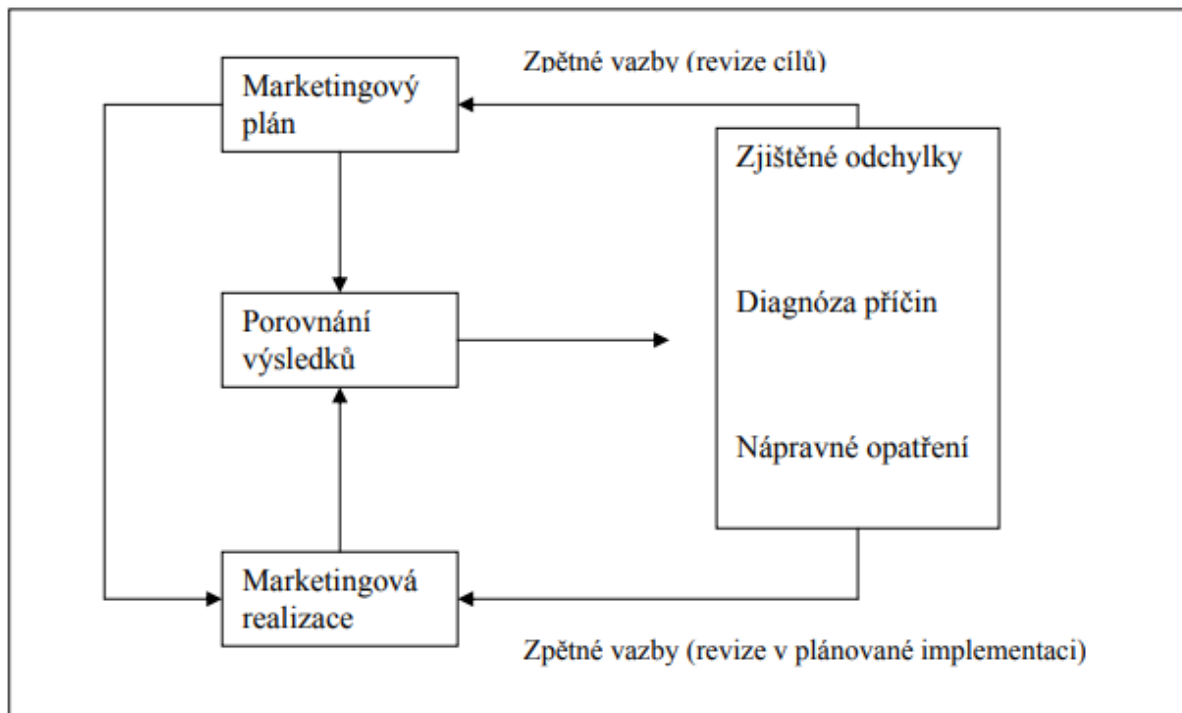 Zpětné vazby (revize cílů)
Marketingový
plán
Zjištěné odchylky
Diagnóza příčin
Porovnání
výsledků
Nápravné opatření
Marketingová
realizace
Zpětné vazby (revize v plánované implementaci)